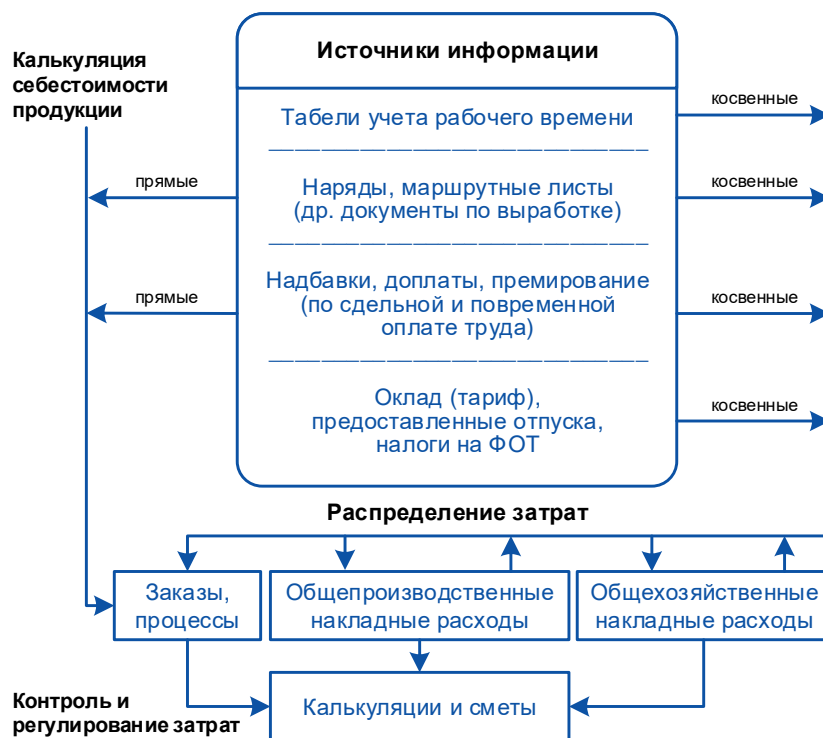 Источники информации
Калькуляция
себестоимости
продукции
Табели учета рабочего времени
косвенные
прямые
Наряды, маршрутные листы
(др. документы по выработке)
косвенные
прямые
Надбавки, доплаты, премирование
(по сдельной и повременной
оплате труда)
косвенные
Оклад (тариф),
предоставленные отпуска,
налоги на ФОТ
косвенные
Распределение затрат
Заказы,
процессы
Общепроизводственные
накладные расходы
Общехозяйственные
накладные расходы
Контроль и
регулирование затрат
Калькуляции и сметы